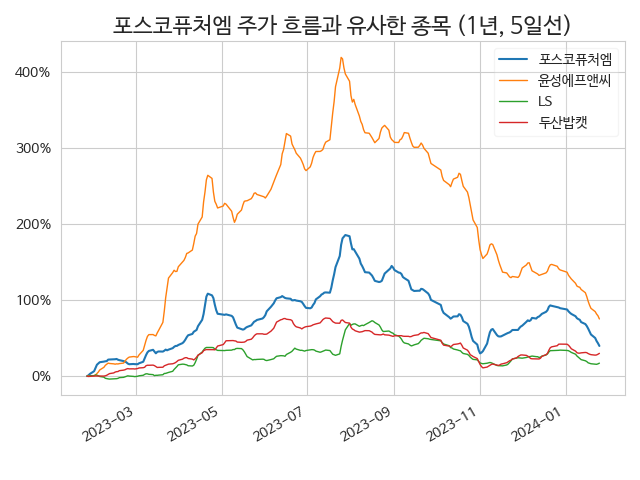 포스코퓨처엠 주가 흐름과 유사한 종목 (1년, 5일선)
포스코퓨처엠
윤성에프앤씨
LS
두산밥캣
400%
300%
200%
100%
0%
2023-03
2023-05
2023-07
2023-09
2023-11
2024-01